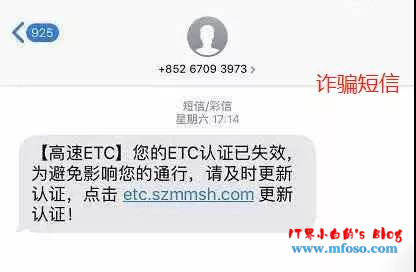 925
+852 6709 3973 >
诈骗短信
短信/彩信
星期六 17:14
【高速ETC】您的ETC认证已失效,
为避免影响您的通行，请及时更新
认证，点击 etc.szmmsh.com 更新
认证！
IT界小白的's Blog
www.mfoso.com